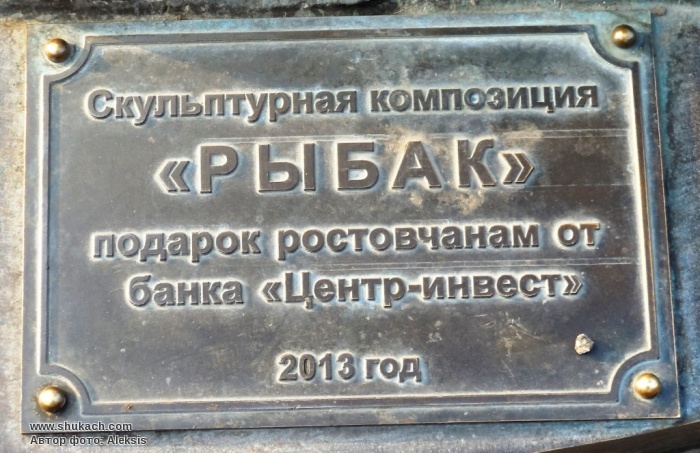 Скульптурная композиция
«РЫБАК»
подарок ростовчанам от
банка «Центр-инвест»
2013 год
www.shukach.com
Автор фото: Aleksis